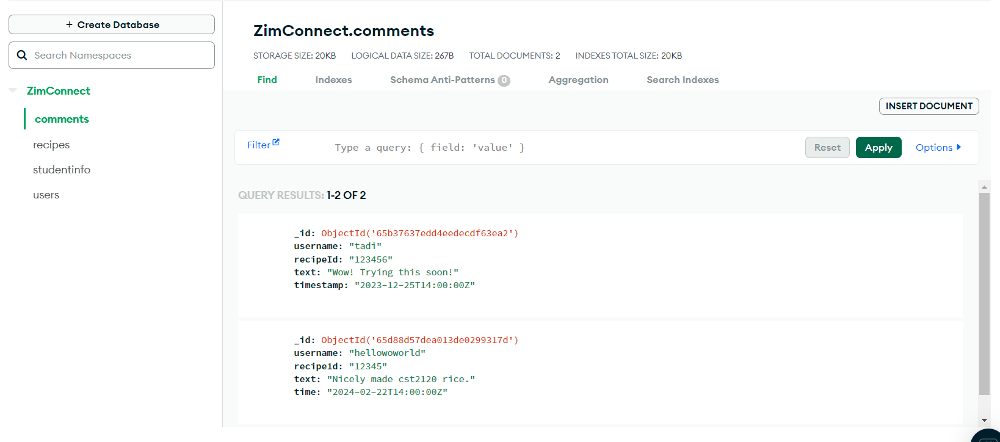 + Create Database
Search Namespaces
ZimConnect
comments
recipes
studentinfo
users
ZimConnect.comments
STORAGE SIZE: 20KB LOGICAL DATA SIZE: 267B TOTAL DOCUMENTS: 2 INDEXES TOTAL SIZE: 20KB
Find Indexes Schema Anti-Patterns 0 Aggregation Search Indexes
INSERT DOCUMENT
Filter Type a query: { field: 'value' } Reset Apply Options
QUERY RESULTS: 1-2 OF 2
_id: ObjectId('65b37637edd4eedecdf63ea2')
username: "tadi"
recipeId: "123456"
text: "Wow! Trying this soon!"
timestamp: "2023-12-25T14:00:00Z"
_id: ObjectId('65d88d57dea013de0299317d')
username: "hellowoworld"
recipe1d: "12345"
text: "Nicely made cst2120 rice."
time: "2024-02-22T14:00:00Z"